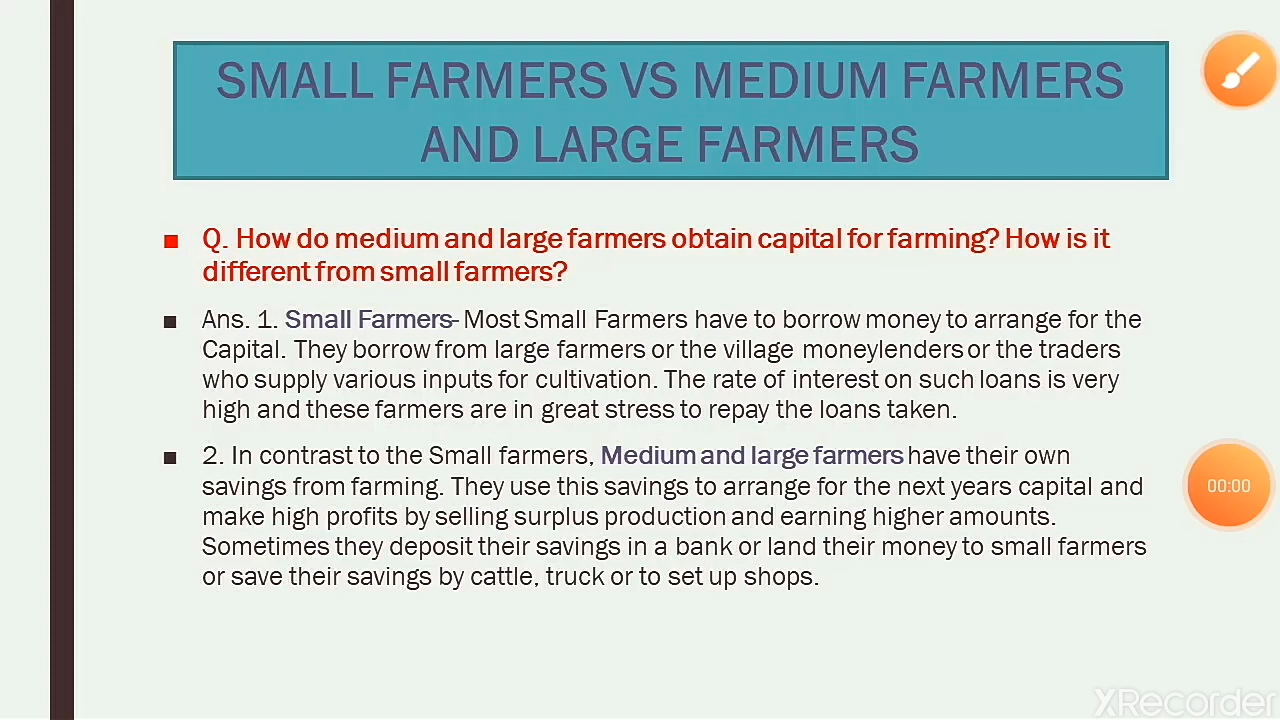 SMALL FARMERS VS MEDIUM FARMERS
AND LARGE FARMERS
Q. How do medium and large farmers obtain capital for farming? How is it
different from small farmers?
Ans. 1. Small Farmers- Most Small Farmers have to borrow money to arrange for the
Capital. They borrow from large farmers or the village moneylenders or the traders
who supply various inputs for cultivation. The rate of interest on such loans is very
high and these farmers are in great stress to repay the loans taken.
2. In contrast to the Small farmers, Medium and large farmers have their own
savings from farming. They use this savings to arrange for the next years capital and
make high profits by selling surplus production and earning higher amounts.
Sometimes they deposit their savings in a bank or land their money to small farmers
or save their savings by cattle, truck or to set up shops.
00:00
XRecorder